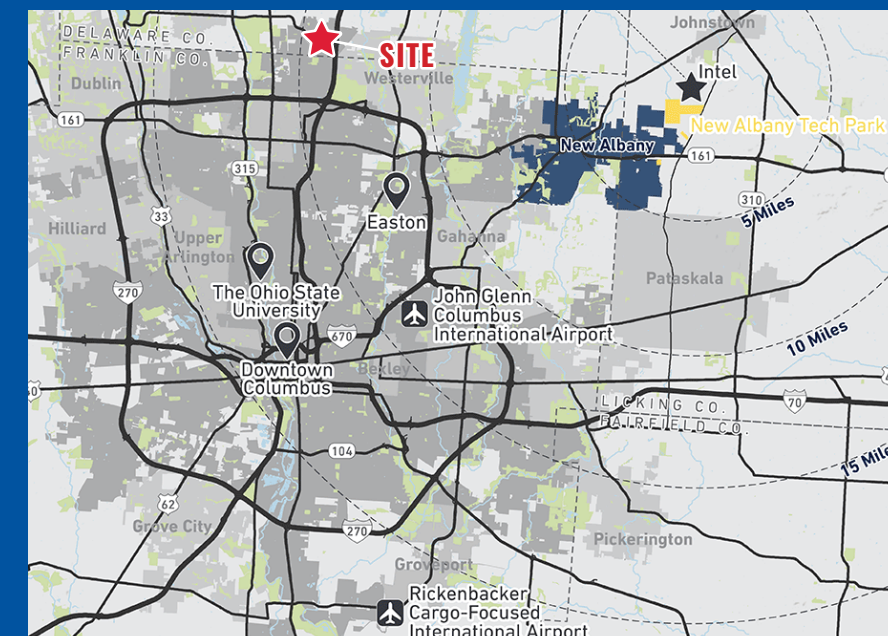 Johnstown
DELAWARE CO.
FRANKLIN CO.
SITE
Westerville
Intel
Dublin
161
New Albany Tech Park
New Albany
161
315
310
5 Miles
33
Easton
Hilliard
Upper
Arlington
Gahanna
Pataskala
270
The Ohio State
University
John Glenn
Columbus
International Airport
670
10 Miles
Downtown
Columbus
Bexley
70
LICKING CO.
FAIRFIELD CO.
104
15 Mile
62
Grove City
270
Pickerington
Groveport
Rickenbacker
Cargo-Focused
International Airport